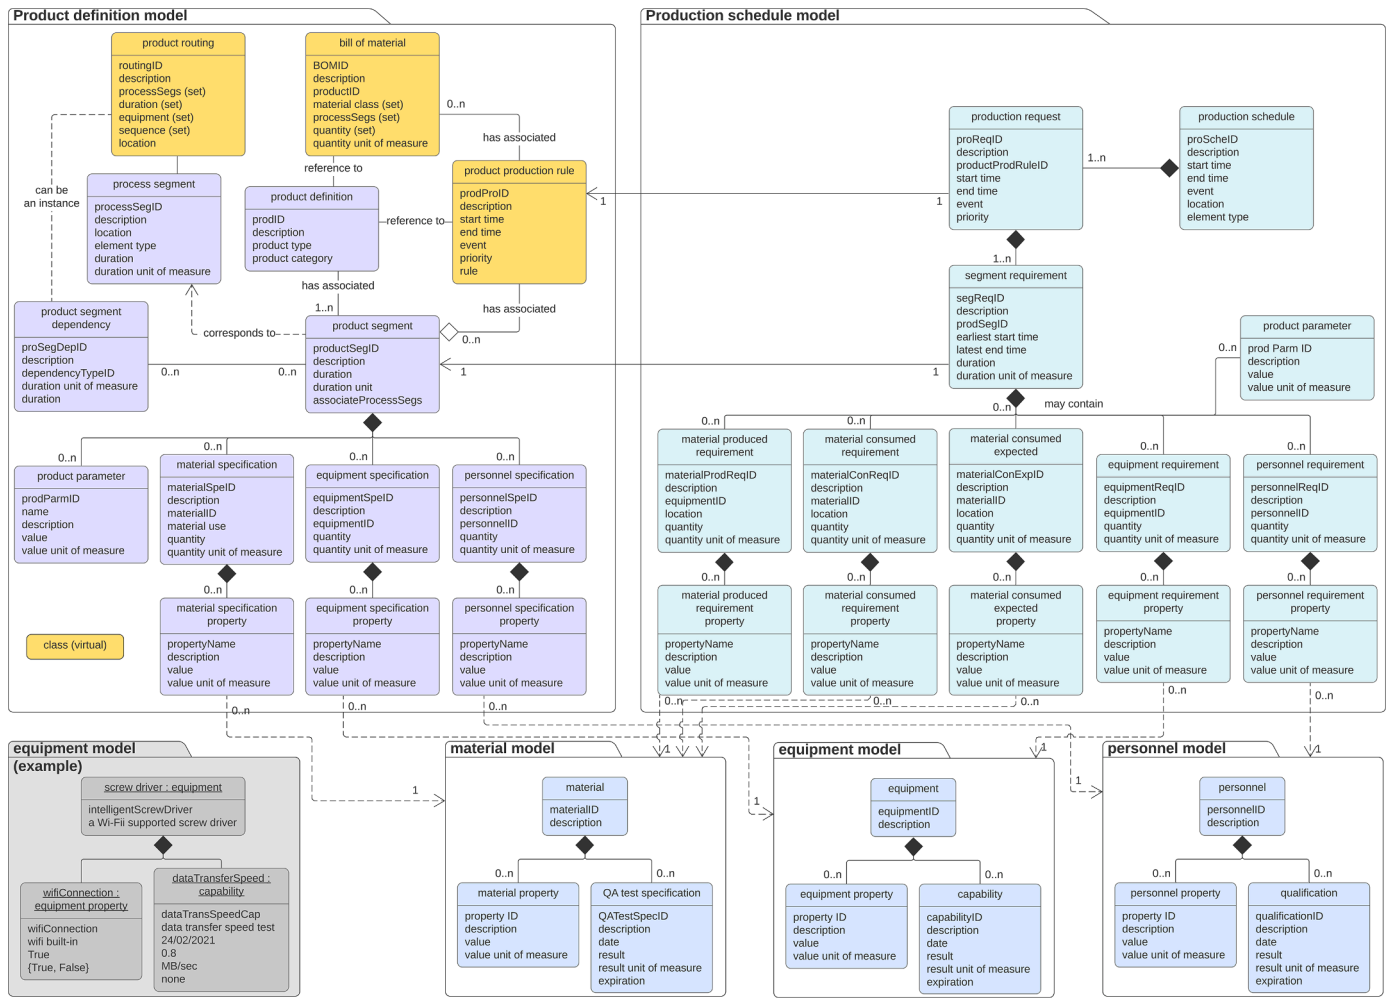 Product definition model
product routing
routingID
description
processSegs (set)
duration (set)
equipment (set)
sequence (set)
location
bill of material
BOMID
description
productID
material class (set)
processSegs (set)
quantity (set)
quantity unit of measure
0..n
has associated
can be
an instance
process segment
processSegID
description
location
element type
duration
duration unit of measure
reference to
product definition
prodID
description
product type
product category
reference to
product production rule
prodProID
description
start time
end time
event
priority
rule
has associated
1..n
has associated
0..n
corresponds to
product segment
dependency
proSegDepID
description
dependencyTypeID
duration unit of measure
duration
0..n
0..n
product segment
productSegID
description
duration
duration unit
associateProcessSegs
0..n
0..n
0..n
0..n
product parameter
prodParmID
name
description
value
value unit of measure
material specification
materialSpeID
description
materialID
material use
quantity
quantity unit of measure
equipment specification
equipmentSpeID
description
equipmentID
quantity
quantity unit of measure
personnel specification
personnelSpeID
description
personnelID
quantity
quantity unit of measure
0..n
0..n
0..n
class (virtual)
material specification
property
propertyName
description
value
value unit of measure
equipment specification
property
propertyName
description
value
value unit of measure
personnel specification
property
propertyName
description
value
value unit of measure
0..n
0..n
0..n
Production schedule model
production request
proReqID
description
productProdRuleID
start time
end time
event
priority
1..n
production schedule
proScheID
description
start time
end time
event
location
element type
1
1
1..n
segment requirement
segReqID
description
prodSegID
earliest start time
latest end time
duration
duration unit of measure
1
1
product parameter
prod Parm ID
description
value
value unit of measure
0..n
0..n
may contain
0..n
0..n
0..n
0..n
material produced
requirement
materialProdReqID
description
equipmentID
location
quantity
quantity unit of measure
material consumed
requirement
materialConReqID
description
materialID
location
quantity
quantity unit of measure
material consumed
expected
materialConExpID
description
materialID
location
quantity
quantity unit of measure
equipment requirement
equipmentReqID
description
equipmentID
quantity
quantity unit of measure
personnel requirement
personnelReqID
description
personnelID
quantity
quantity unit of measure
0..n
0..n
0..n
0..n
0..n
material produced
requirement
property
propertyName
description
value
value unit of measure
material consumed
requirement
property
propertyName
description
value
value unit of measure
material consumed
expected
property
propertyName
description
value
value unit of measure
equipment requirement
property
propertyName
description
value
value unit of measure
personnel requirement
property
propertyName
description
value
value unit of measure
0..n
0..n
0..n
0..n
0..n
equipment model
(example)
screw driver : equipment
intelligentScrewDriver
a Wi-Fii supported screw driver
wifiConnection :
equipment property
wifiConnection
wifi built-in
True
{True, False}
dataTransferSpeed :
capability
dataTransSpeedCap
data transfer speed test
24/02/2021
0.8
MB/sec
none
1
material model
1
material
materialID
description
0..n
0..n
material property
property ID
description
value
value unit of measure
QA test specification
QATestSpecID
description
date
result
result unit of measure
expiration
1
equipment model
1
equipment
equipmentID
description
0..n
0..n
equipment property
property ID
description
value
value unit of measure
capability
capabilityID
description
date
result
result unit of measure
expiration
1
personnel model
1
personnel
personnelID
description
0..n
0..n
personnel property
property ID
description
value
value unit of measure
qualification
qualificationID
description
date
result
result unit of measure
expiration